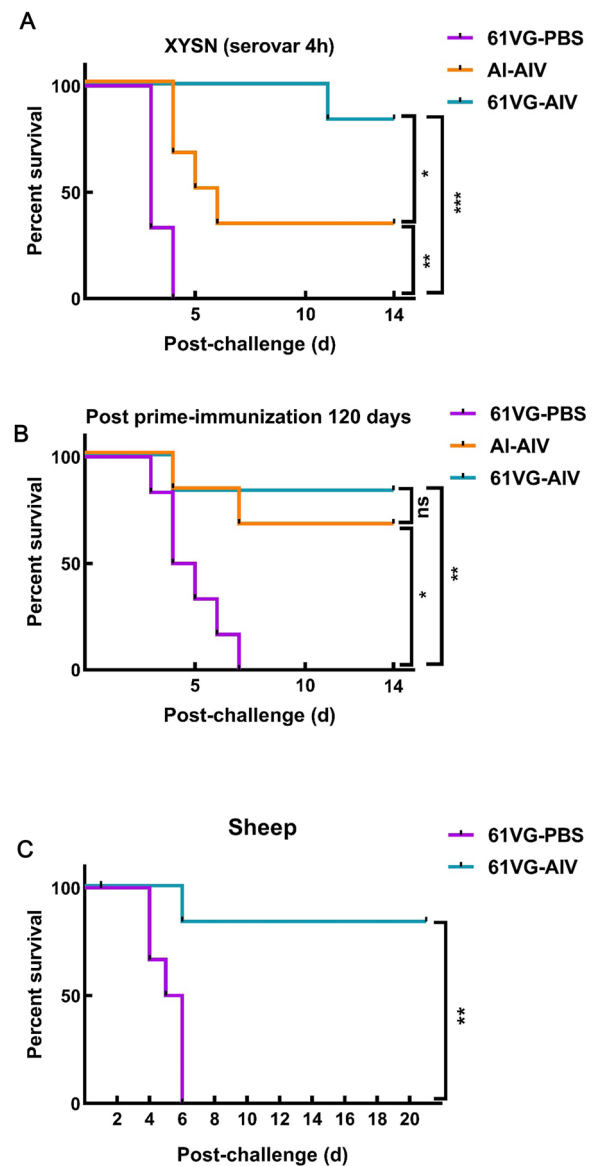 A
XYSN (serovar 4h)
61VG-PBS
AI-AIV
61VG-AIV
100
50
0
Percent survival
5
10
14
Post-challenge (d)
*
**
***
B
Post prime-immunization 120 days
61VG-PBS
AI-AIV
61VG-AIV
100
50
0
Percent survival
5
10
14
Post-challenge (d)
ns
*
**
C
Sheep
61VG-PBS
61VG-AIV
100
50
0
Percent survival
2 4 6 8 10 12 14 16 18 20
Post-challenge (d)
**